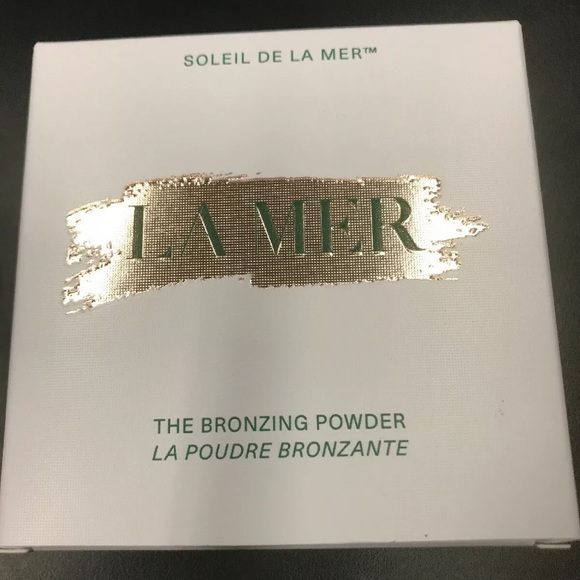 SOLEIL DE LA MER™
LA MER
THE BRONZING POWDER
LA POUDRE BRONZANTE